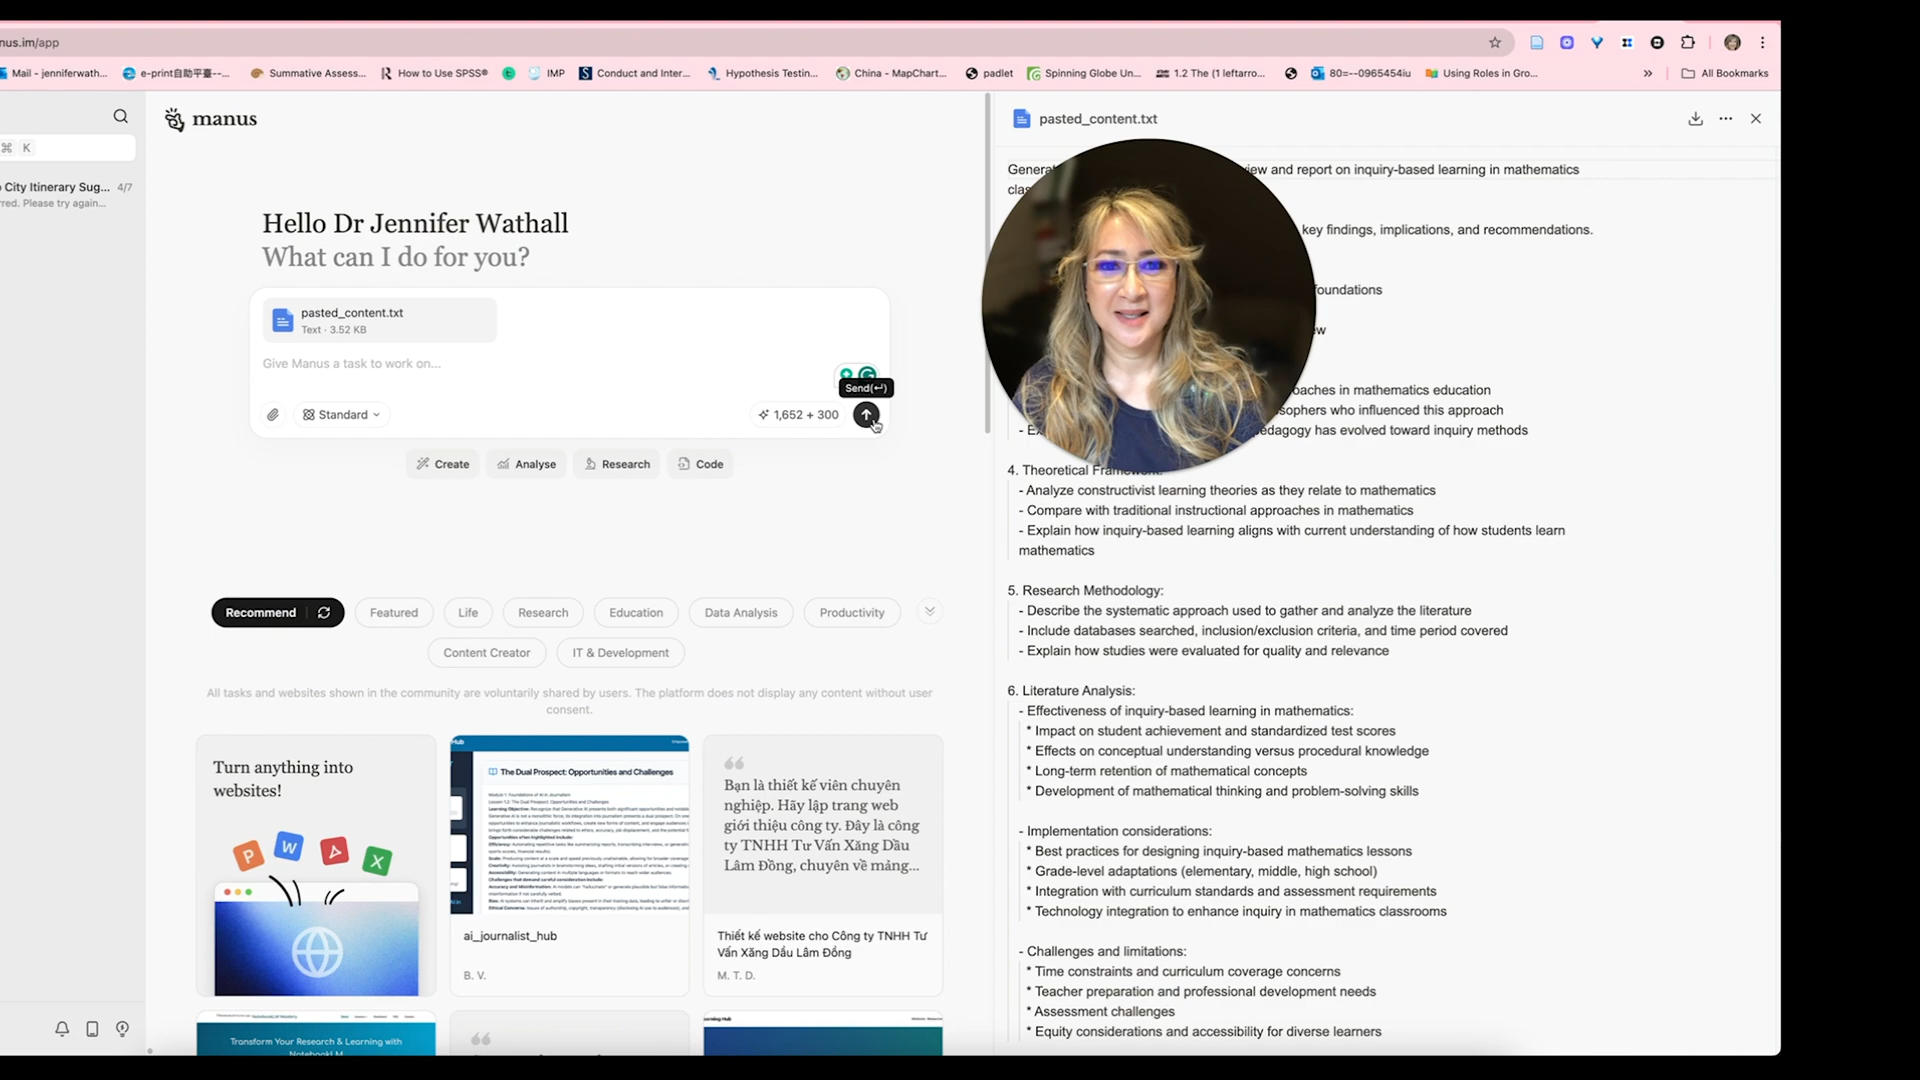 nus.im/app
Mail - jenniferwath...
e-print自助平臺--...
Summative Assess...
How to Use SPSS®
IMP
Conduct and Inter...
Hypothesis Testin...
China - MapChart...
padlet
Spinning Globe Un...
1.2 The (1 leftarro...
80=--0965454iu
Using Roles in Gro...
»
All Bookmarks
⌘ K
City Itinerary Sug... 4/7
red. Please try again...
manus
Hello Dr Jennifer Wathall
What can I do for you?
pasted_content.txt
Text · 3.52 KB
Give Manus a task to work on...
Send(↵)
Standard
1,652 + 300
Create
Analyse
Research
Code
Recommend
Featured
Life
Research
Education
Data Analysis
Productivity
Content Creator
IT & Development
All tasks and websites shown in the community are voluntarily shared by users. The platform does not display any content without user
consent.
Turn anything into
websites!
P W X
Hub
The Dual Prospect: Opportunities and Challenges
ai_journalist_hub
B. V.
Bạn là thiết kế viên chuyên
nghiệp. Hãy lập trang web
giới thiệu công ty. Đây là công
ty TNHH Tư Vấn Xăng Dầu
Lâm Đồng, chuyên về mảng...
Thiết kế website cho Công ty TNHH Tư
Vấn Xăng Dầu Lâm Đồng
M. T. D.
Transform Your Research & Learning with
NotebookLM
earning Hub
pasted_content.txt
Genera iew and report on inquiry-based learning in mathematics
clas
key findings, implications, and recommendations.
foundations
ew
oaches in mathematics education
sophers who influenced this approach
- Ex edagogy has evolved toward inquiry methods
4. Theoretical Framework:
- Analyze constructivist learning theories as they relate to mathematics
- Compare with traditional instructional approaches in mathematics
- Explain how inquiry-based learning aligns with current understanding of how students learn
mathematics
5. Research Methodology:
- Describe the systematic approach used to gather and analyze the literature
- Include databases searched, inclusion/exclusion criteria, and time period covered
- Explain how studies were evaluated for quality and relevance
6. Literature Analysis:
- Effectiveness of inquiry-based learning in mathematics:
* Impact on student achievement and standardized test scores
* Effects on conceptual understanding versus procedural knowledge
* Long-term retention of mathematical concepts
* Development of mathematical thinking and problem-solving skills
- Implementation considerations:
* Best practices for designing inquiry-based mathematics lessons
* Grade-level adaptations (elementary, middle, high school)
* Integration with curriculum standards and assessment requirements
* Technology integration to enhance inquiry in mathematics classrooms
- Challenges and limitations:
* Time constraints and curriculum coverage concerns
* Teacher preparation and professional development needs
* Assessment challenges
* Equity considerations and accessibility for diverse learners